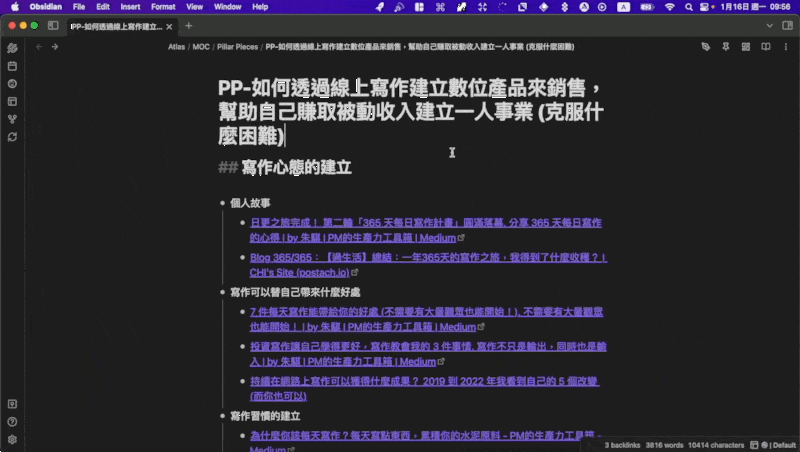 Obsidian File Edit Insert Format View Window Help 1月16日 週一 09:56
PP-如何透過線上寫作建立...
Atlas / MOC / Pillar Pieces / PP-如何透過線上寫作建立數位產品來銷售，幫助自己賺取被動收入建立一人事業 (克服什麼困難)
PP-如何透過線上寫作建立數位產品來銷售，
幫助自己賺取被動收入建立一人事業 (克服什
麼困難)
## 寫作心態的建立
個人故事
日更之旅完成！ 第二輪「365 天每日寫作計畫」圓滿落幕, 分享 365 天每日寫作
的心得 | by 朱騏 | PM的生產力工具箱 | Medium
Blog 365/365：【過生活】總結：一年365天的寫作之旅，我得到了什麼收穫？ |
CHI's Site (postach.io)
寫作可以替自己帶來什麼好處
7 件每天寫作能帶給你的好處 (不需要有大量觀眾也能開始！). 不需要有大量觀眾
也能開始！ | by 朱騏 | PM的生產力工具箱 | Medium
投資寫作讓自己學得更好，寫作教會我的 3 件事情. 寫作不只是輸出，同時也是輸
入 | by 朱騏 | PM的生產力工具箱 | Medium
持續在網路上寫作可以獲得什麼成果？ 2019 到 2022 年我看到自己的 5 個改變
(而你也可以)
寫作習慣的建立
為什麼你該每天寫作？每天寫點東西，累積你的水泥原料 - PM的生產力工具箱 -
Medium
3 backlinks 3816 words 10414 characters | Default